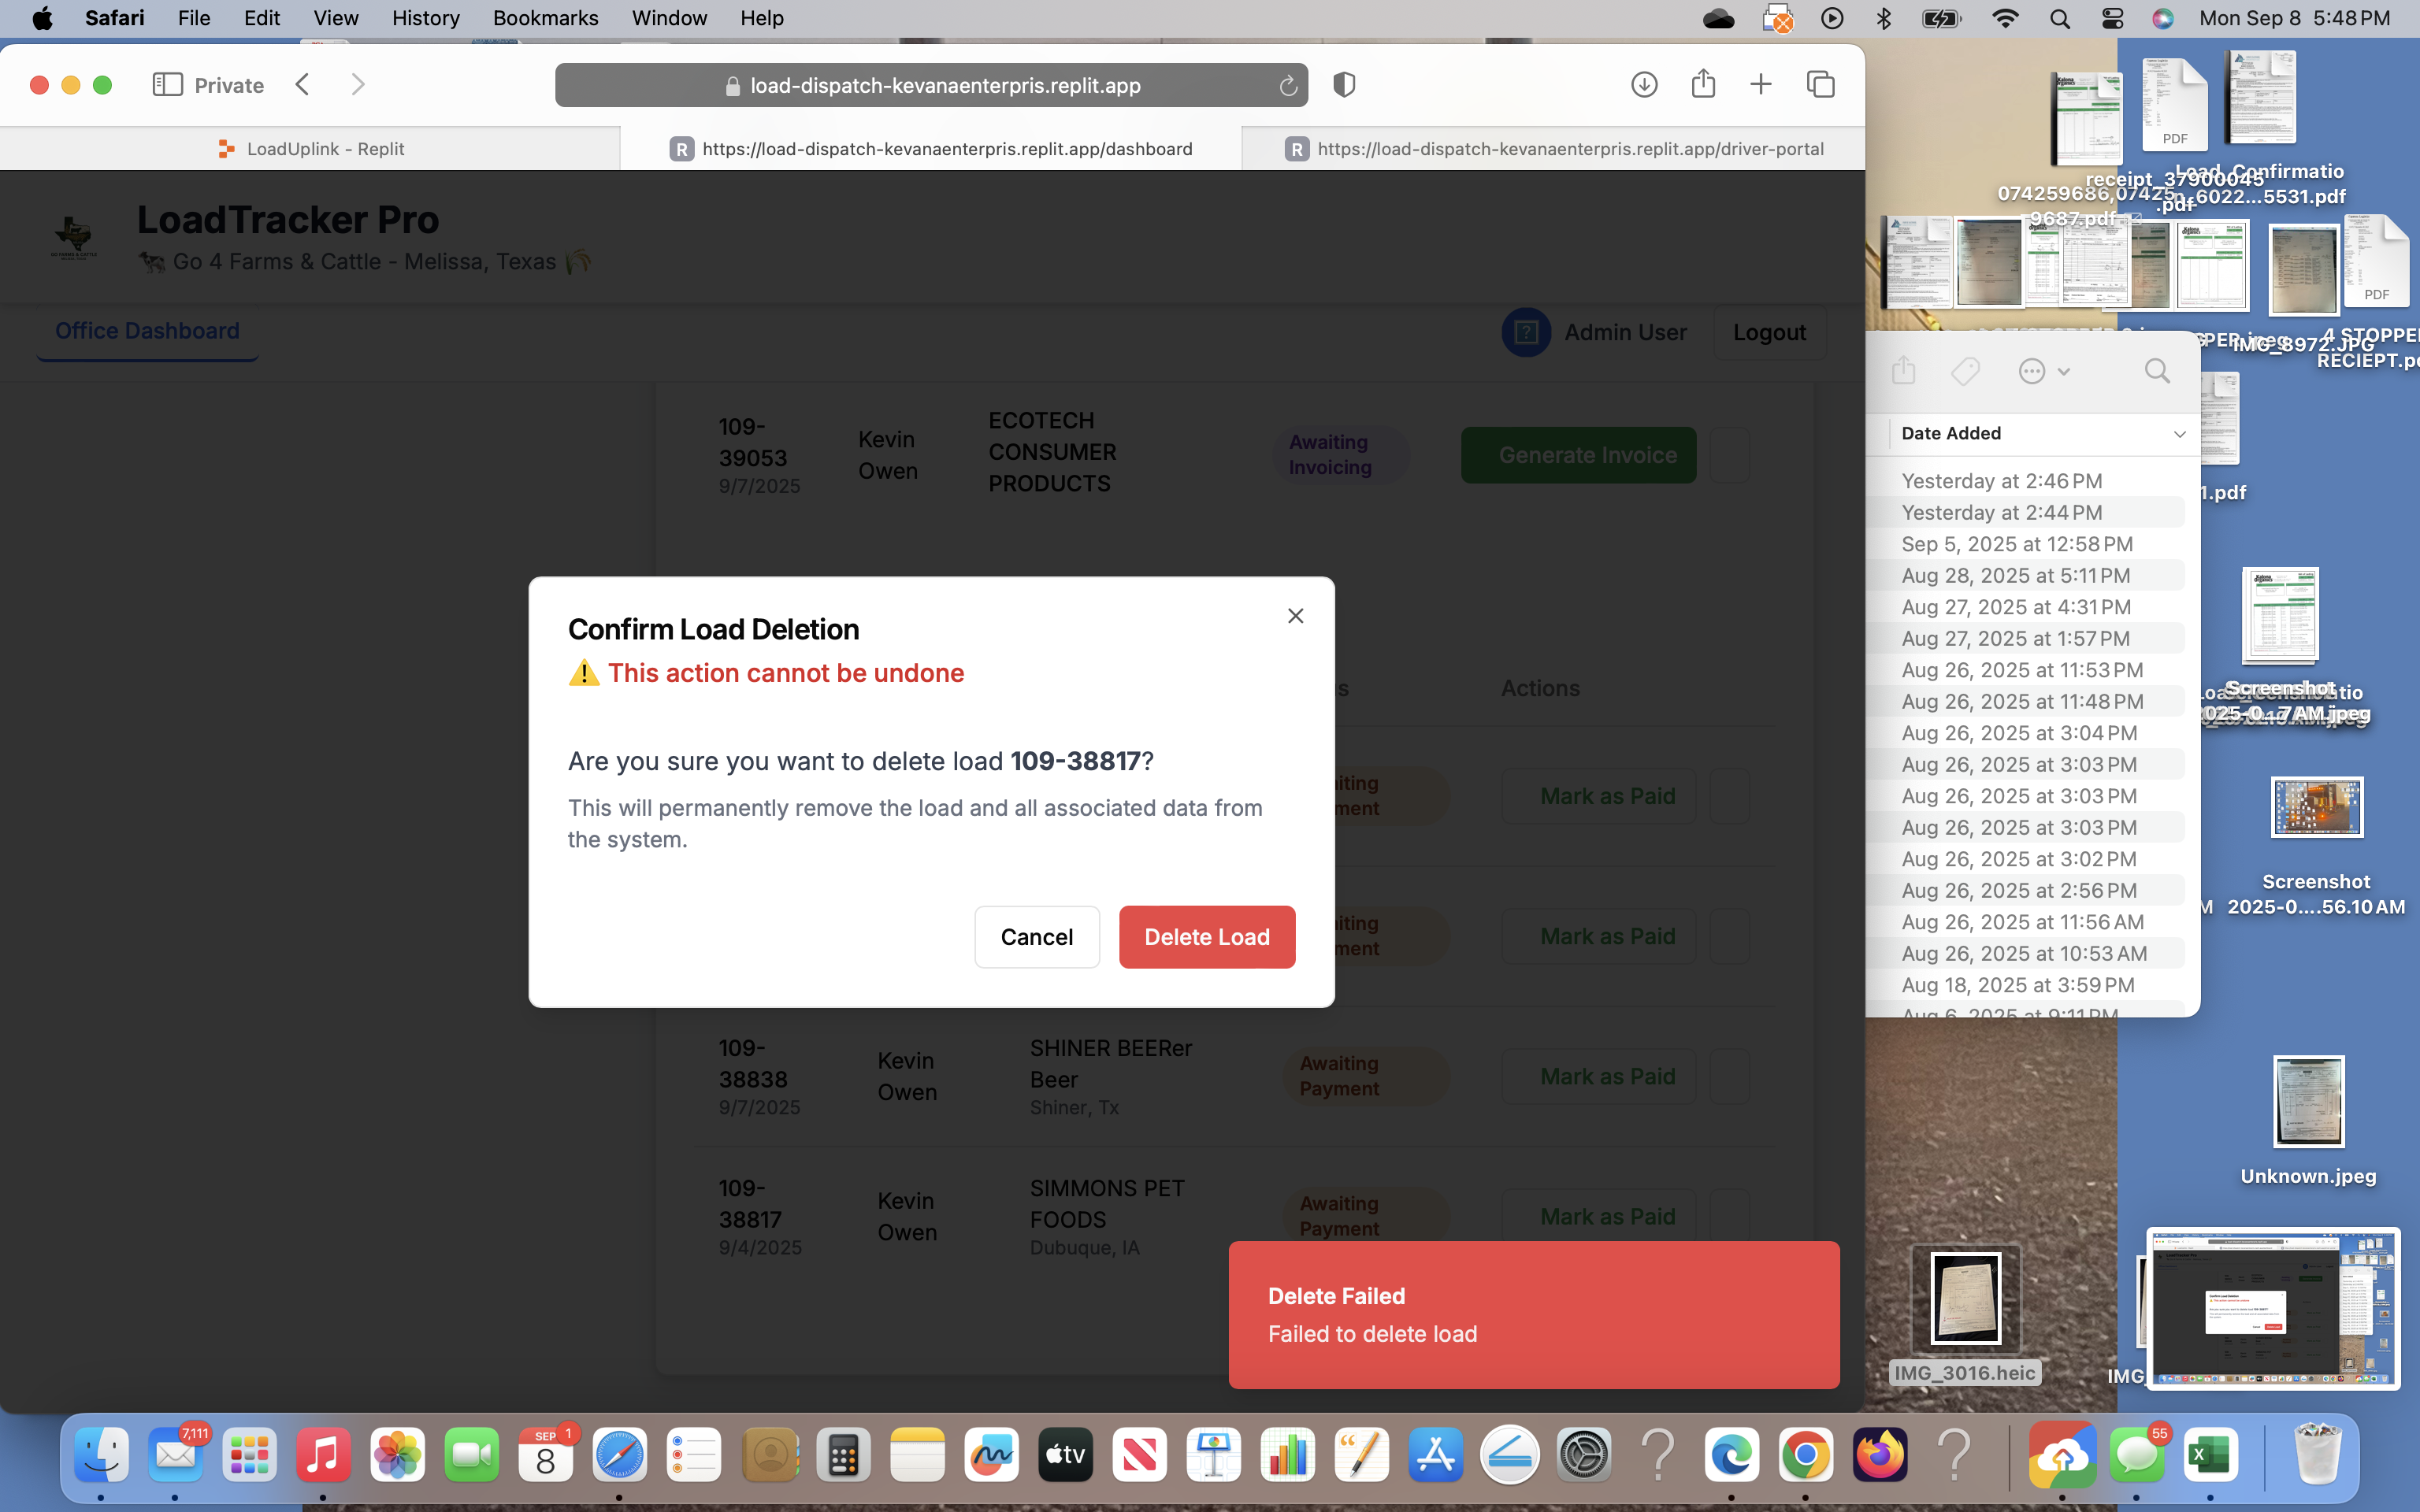 Safari File Edit View History Bookmarks Window Help
Mon Sep 8 5:48 PM
Private
load-dispatch-kevanaenterpris.replit.app
LoadUplink - Replit
R https://load-dispatch-kevanaenterpris.replit.app/dashboard
R https://load-dispatch-kevanaenterpris.replit.app/driver-portal
LoadTracker Pro
Go 4 Farms & Cattle - Melissa, Texas
Office Dashboard
Admin User
Logout
109-
39053
9/7/2025
Kevin
Owen
ECOTECH
CONSUMER
PRODUCTS
Awaiting
Invoicing
Generate Invoice
Confirm Load Deletion
This action cannot be undone
Are you sure you want to delete load 109-38817?
This will permanently remove the load and all associated data from
the system.
Cancel
Delete Load
Actions
Mark as Paid
Mark as Paid
109-
38838
9/7/2025
Kevin
Owen
SHINER BEERer
Beer
Shiner, Tx
Awaiting
Payment
Mark as Paid
109-
38817
9/4/2025
Kevin
Owen
SIMMONS PET
FOODS
Dubuque, IA
Awaiting
Payment
Mark as Paid
Delete Failed
Failed to delete load
PDF
receipt_37900045
.pdf
074259686,07425
9687.pdf
PDF
IMG_8972.JPG
Date Added
Yesterday at 2:46 PM
Yesterday at 2:44 PM
Sep 5, 2025 at 12:58 PM
Aug 28, 2025 at 5:11 PM
Aug 27, 2025 at 4:31 PM
Aug 27, 2025 at 1:57 PM
Aug 26, 2025 at 11:53 PM
Aug 26, 2025 at 11:48 PM
Aug 26, 2025 at 3:04 PM
Aug 26, 2025 at 3:03 PM
Aug 26, 2025 at 3:03 PM
Aug 26, 2025 at 3:03 PM
Aug 26, 2025 at 3:02 PM
Aug 26, 2025 at 2:56 PM
Aug 26, 2025 at 11:56 AM
Aug 26, 2025 at 10:53 AM
Aug 18, 2025 at 3:59 PM
Aug 6, 2025 at 9:11 PM
1.pdf
Screenshot
2025-0....56.10 AM
Unknown.jpeg
IMG_3016.heic
IMG_
7,111
SEP
8
1
tv
55